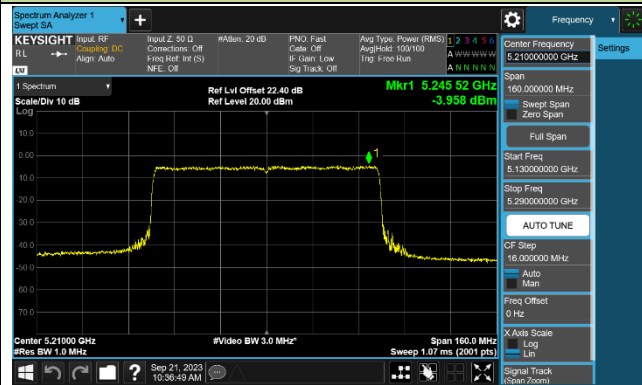 Spectrum Analyzer 1
Swept SA
+
Frequency
KEYSIGHT
RL
LXI
Input: RF
Coupling: DC
Align: Auto
Input Z: 50 Ω
Corrections: Off
Freq Ref: Int (S)
NFE: Off
#Atten: 20 dB
PNO: Fast
Gate: Off
IF Gain: Low
Sig Track: Off
Avg Type: Power (RMS)
Avg|Hold: 100/100
Trig: Free Run
1 2 3 4 5 6
A W W W W W
A N N N N N
1 Spectrum
Scale/Div 10 dB
Log
Ref Lvl Offset 22.40 dB
Ref Level 20.00 dBm
Mkr1 5.245 52 GHz
-3.958 dBm
10.0
0.00
-10.0
-20.0
-30.0
-40.0
-50.0
-60.0
-70.0
1
Center 5.21000 GHz
#Res BW 1.0 MHz
#Video BW 3.0 MHz*
Span 160.0 MHz
Sweep 1.07 ms (2001 pts)
Sep 21, 2023
10:36:49 AM
?
Center Frequency
5.210000000 GHz
Settings
Span
160.000000 MHz
Swept Span
Zero Span
Full Span
Start Freq
5.130000000 GHz
Stop Freq
5.290000000 GHz
AUTO TUNE
CF Step
16.000000 MHz
Auto
Man
Freq Offset
0 Hz
X Axis Scale
Log
Lin
Signal Track
(Span Zoom)